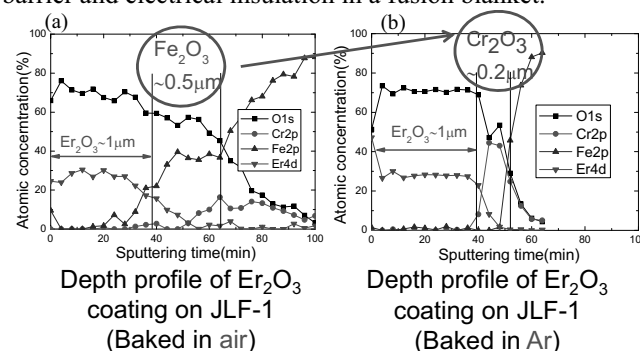 barrier and electrical insulation in a fusion blanket.
(a)
Fe2O3
~0.5μm
Atomic concentration(%)
100
80
60
40
20
0
Er2O3~1μm
O1s
Cr2p
Fe2p
Er4d
0 20 40 60 80 100
Sputtering time(min)
Depth profile of Er2O3
coating on JLF-1
(Baked in air)
(b)
Cr2O3
~0.2μm
Atomic concerntration(%)
100
80
60
40
20
0
Er2O3~1μm
O1s
Cr2p
Fe2p
Er4d
0 20 40 60 80 100
Sputtering time(min)
Depth profile of Er2O3
coating on JLF-1
(Baked in Ar)